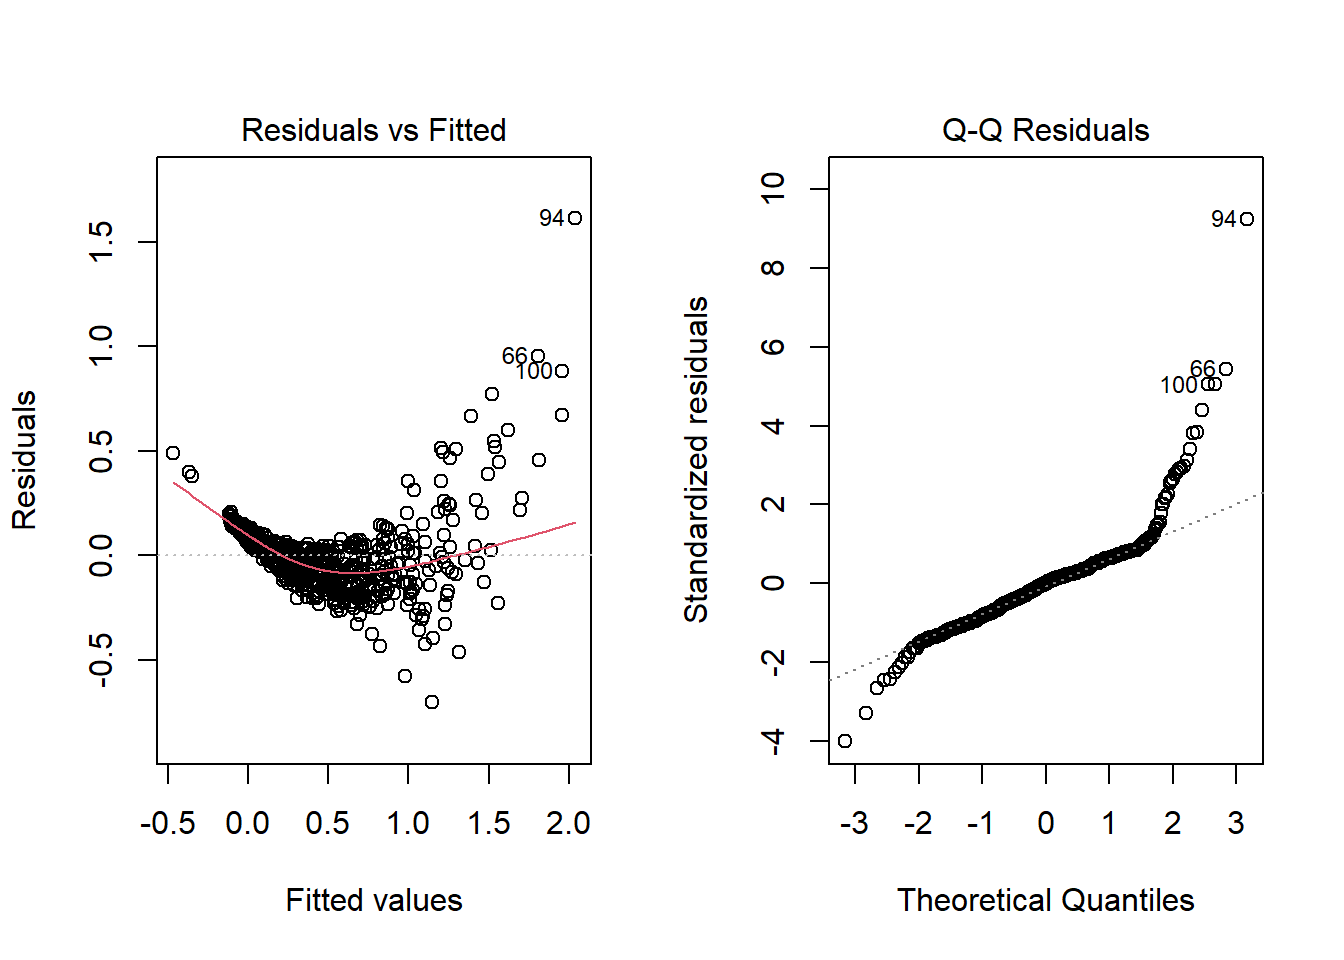 Residuals vs Fitted
Residuals
1.5
1.0
0.5
0.0
-0.5
94
66
100
-0.5 0.0 0.5 1.0 1.5 2.0
Fitted values
Q-Q Residuals
Standardized residuals
10
8
6
4
2
0
-2
-4
94
66
100
-3 -2 -1 0 1 2 3
Theoretical Quantiles